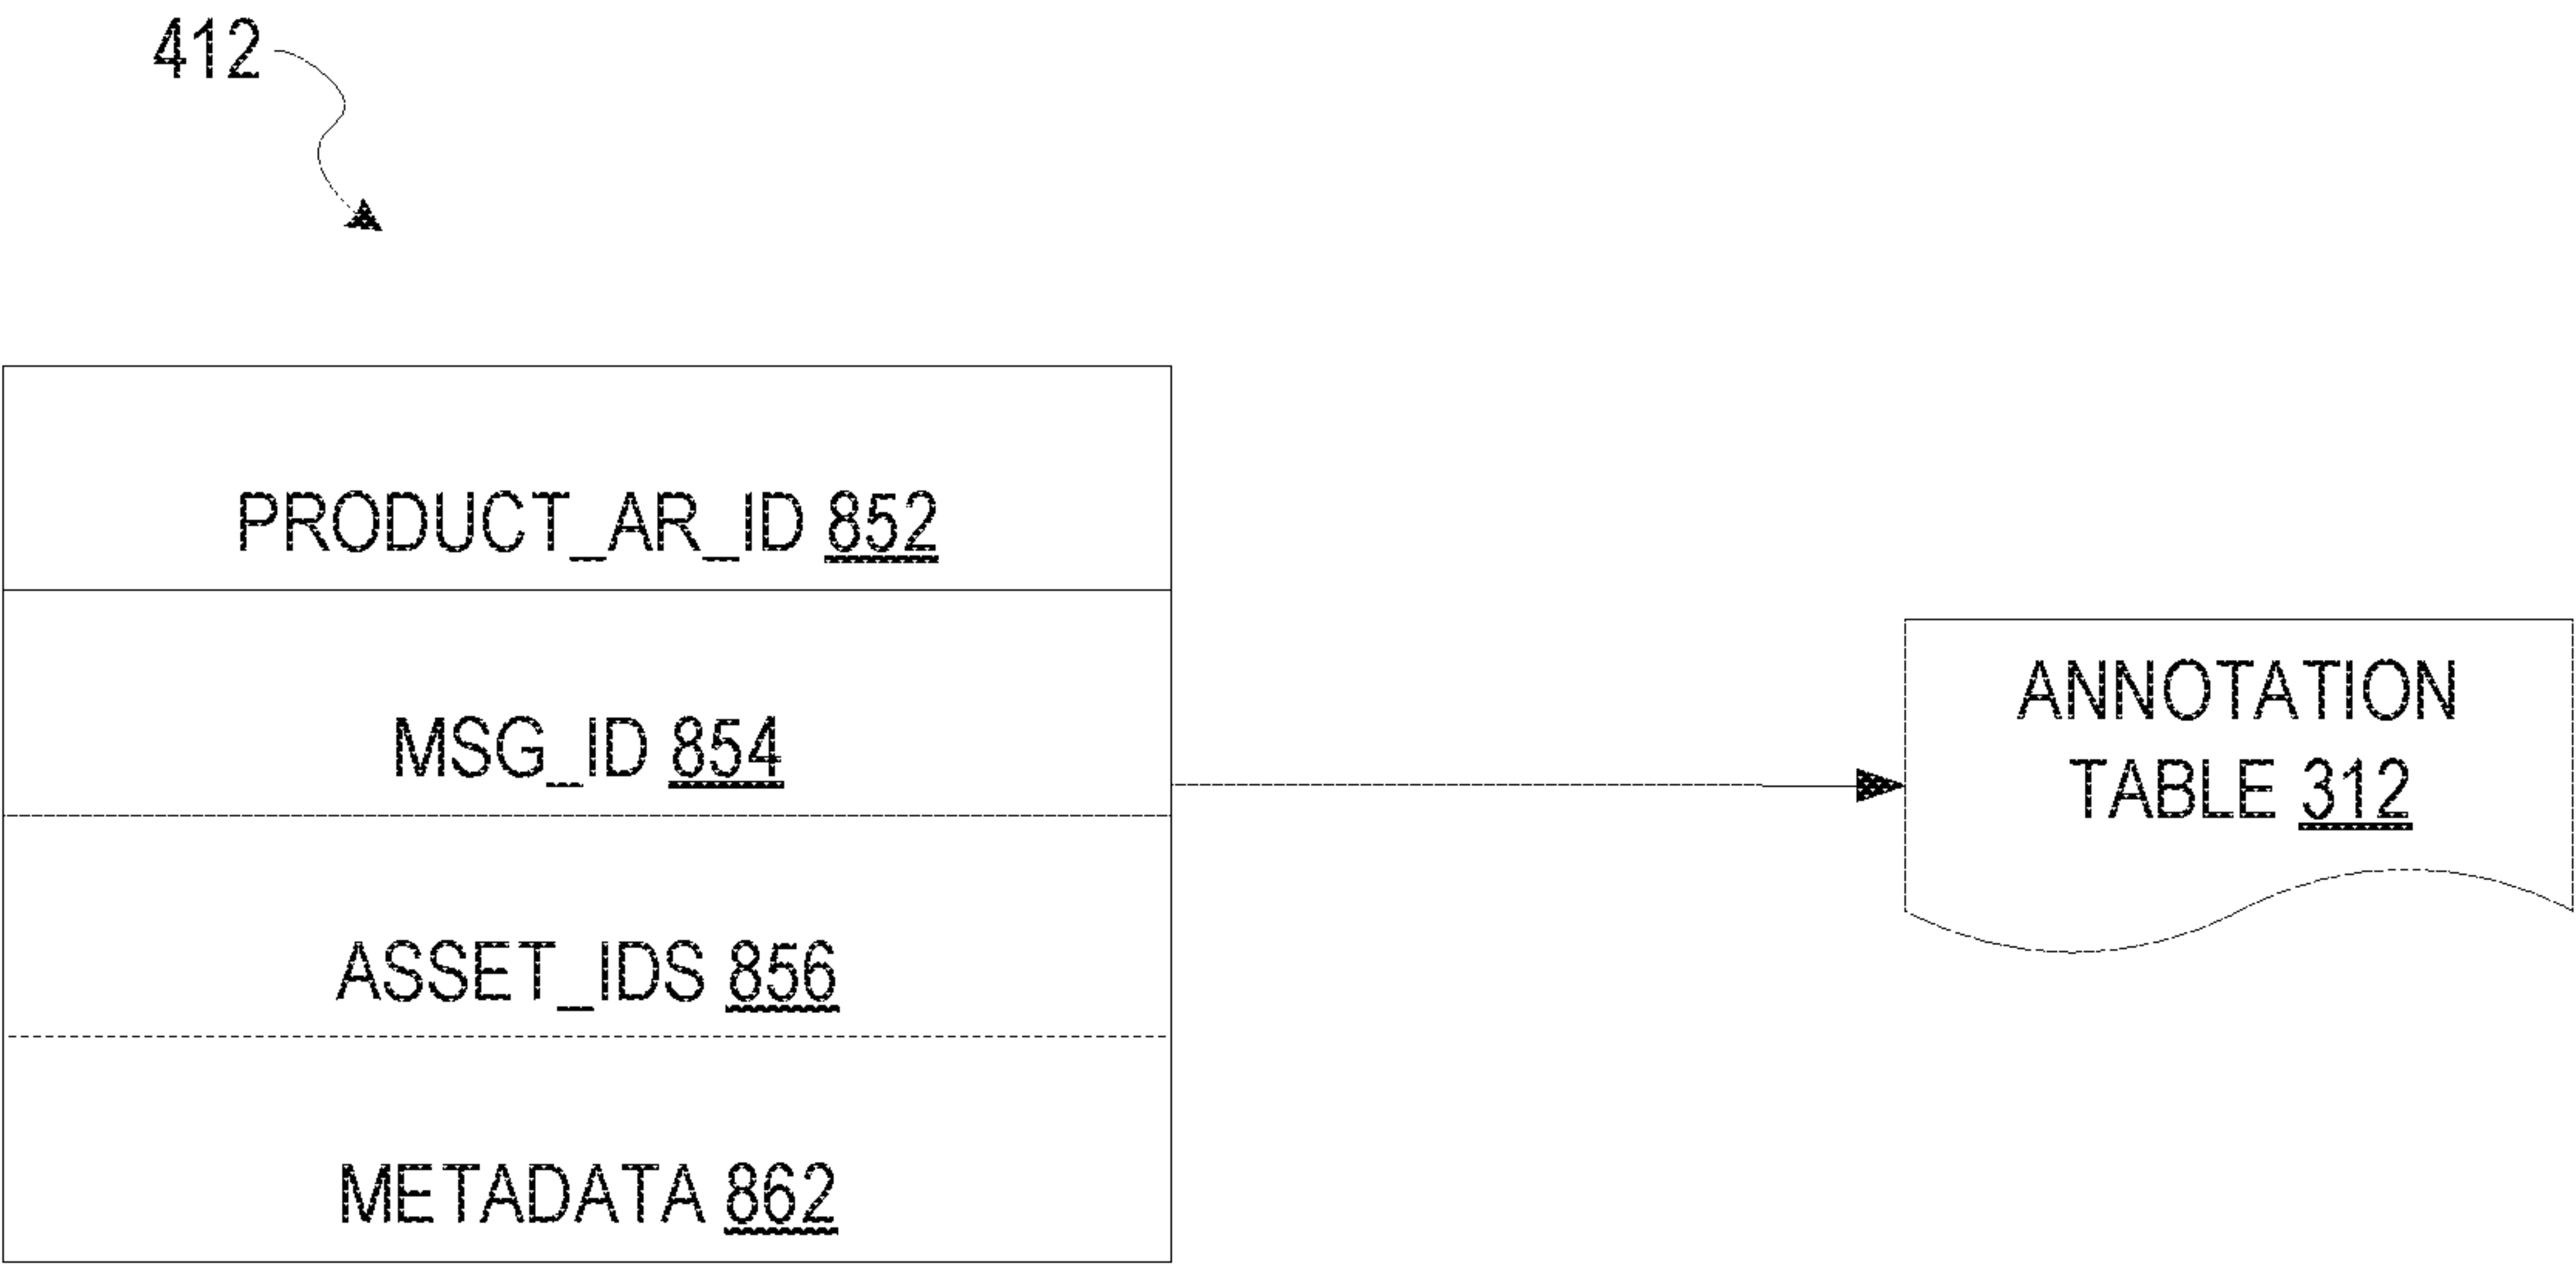 412
PRODUCT_AR_ID 852
MSG_ID 854
ASSET_IDS 856
METADATA 862
ANNOTATION
TABLE 312